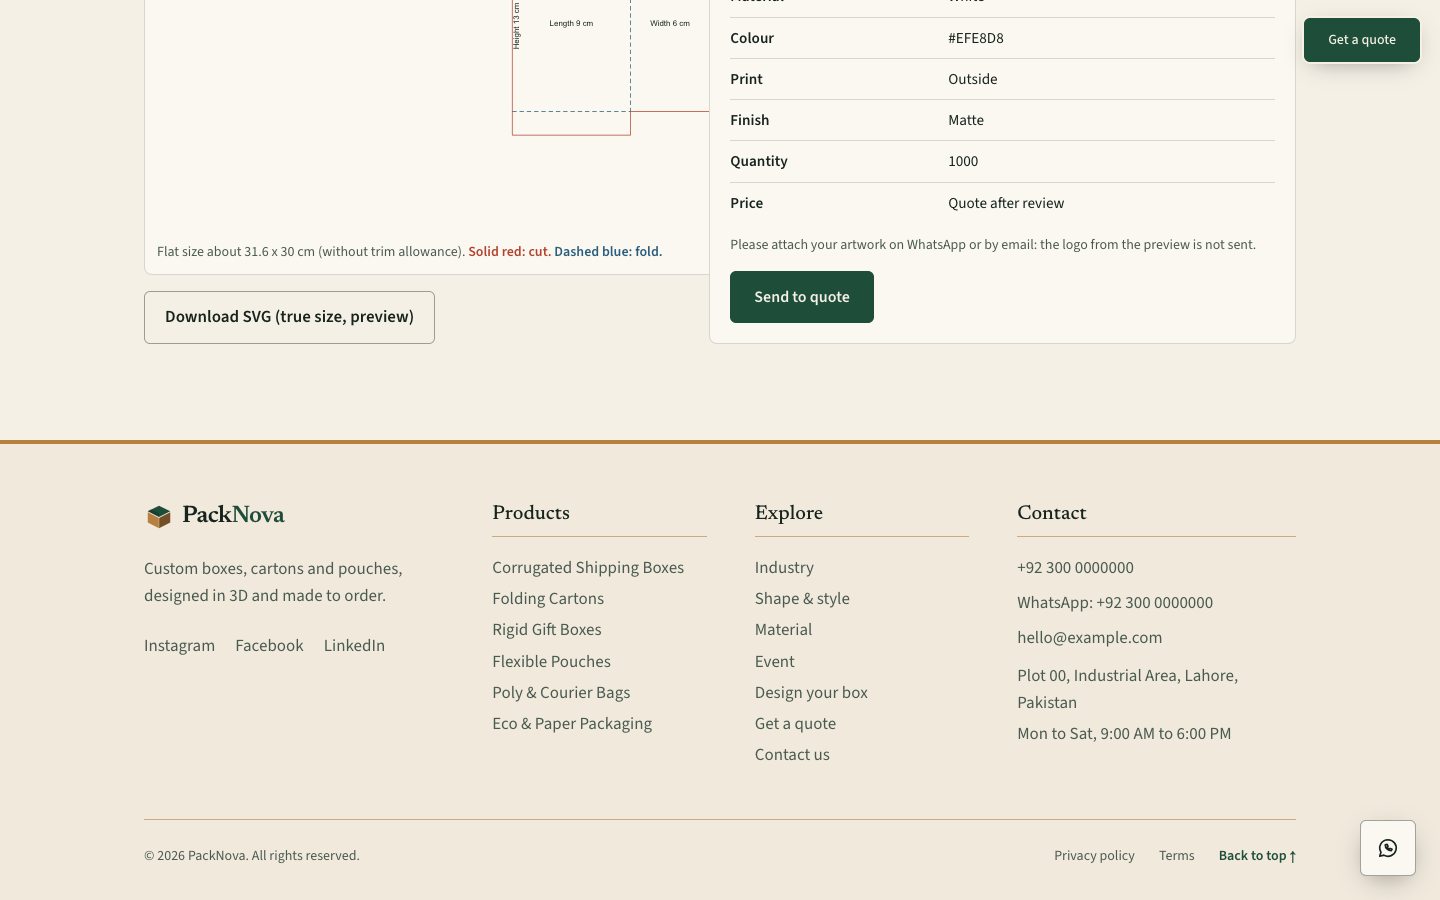 Height 13 cm
Length 9 cm
Width 6 cm
Flat size about 31.6 x 30 cm (without trim allowance). Solid red: cut. Dashed blue: fold.
Download SVG (true size, preview)
Colour #EFE8D8
Print Outside
Finish Matte
Quantity 1000
Price Quote after review
Please attach your artwork on WhatsApp or by email: the logo from the preview is not sent.
Send to quote
Get a quote
PackNova
Custom boxes, cartons and pouches,
designed in 3D and made to order.
Instagram Facebook LinkedIn
Products
Corrugated Shipping Boxes
Folding Cartons
Rigid Gift Boxes
Flexible Pouches
Poly & Courier Bags
Eco & Paper Packaging
Explore
Industry
Shape & style
Material
Event
Design your box
Get a quote
Contact us
Contact
+92 300 0000000
WhatsApp: +92 300 0000000
hello@example.com
Plot 00, Industrial Area, Lahore,
Pakistan
Mon to Sat, 9:00 AM to 6:00 PM
© 2026 PackNova. All rights reserved.
Privacy policy Terms Back to top ↑